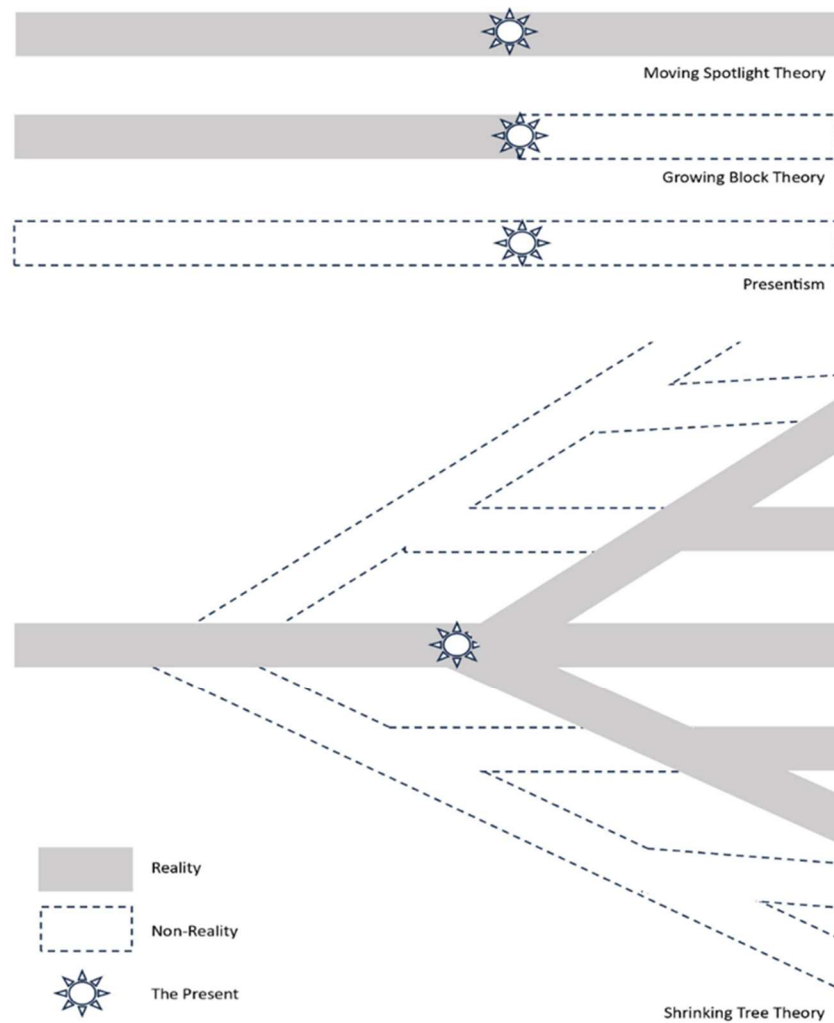 Moving Spotlight Theory
Growing Block Theory
Presentism
Reality
Non-Reality
The Present
Shrinking Tree Theory